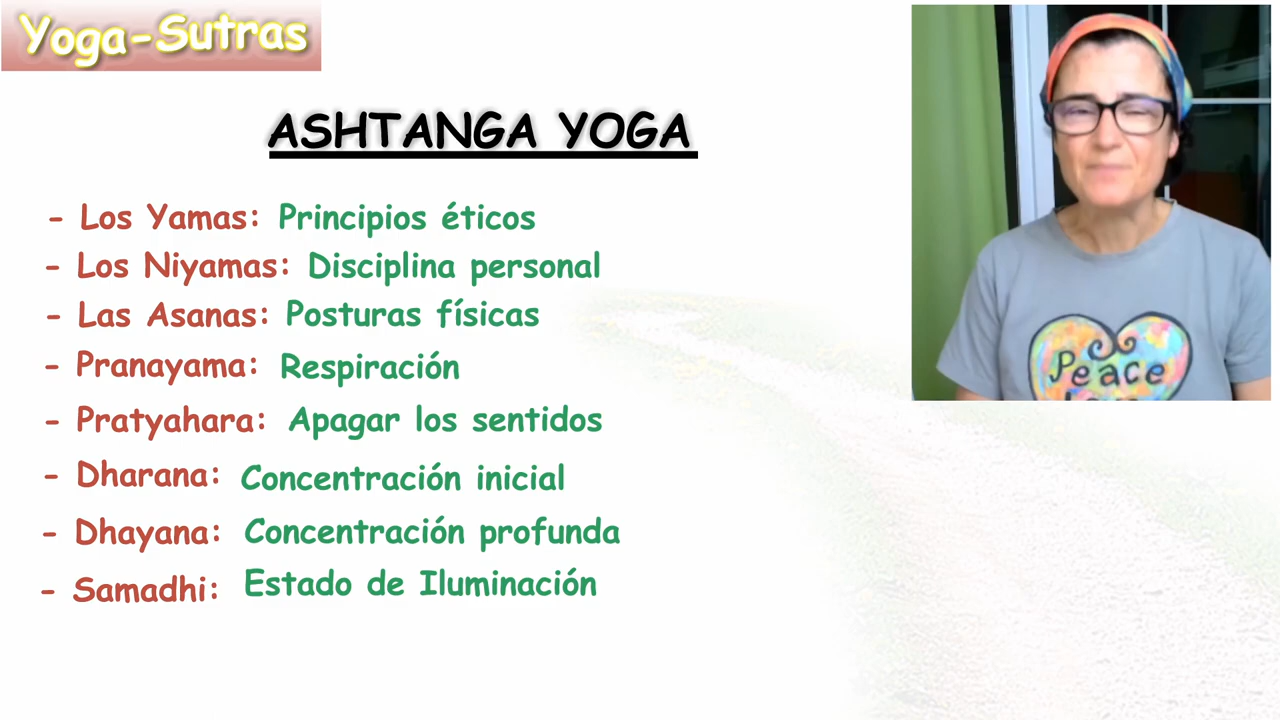 Yoga-Sutras
ASHTANGA YOGA
- Los Yamas: Principios éticos
- Los Niyamas: Disciplina personal
- Las Asanas: Posturas físicas
- Pranayama: Respiración
- Pratyahara: Apagar los sentidos
- Dharana: Concentración inicial
- Dhayana: Concentración profunda
- Samadhi: Estado de Iluminación
Peace